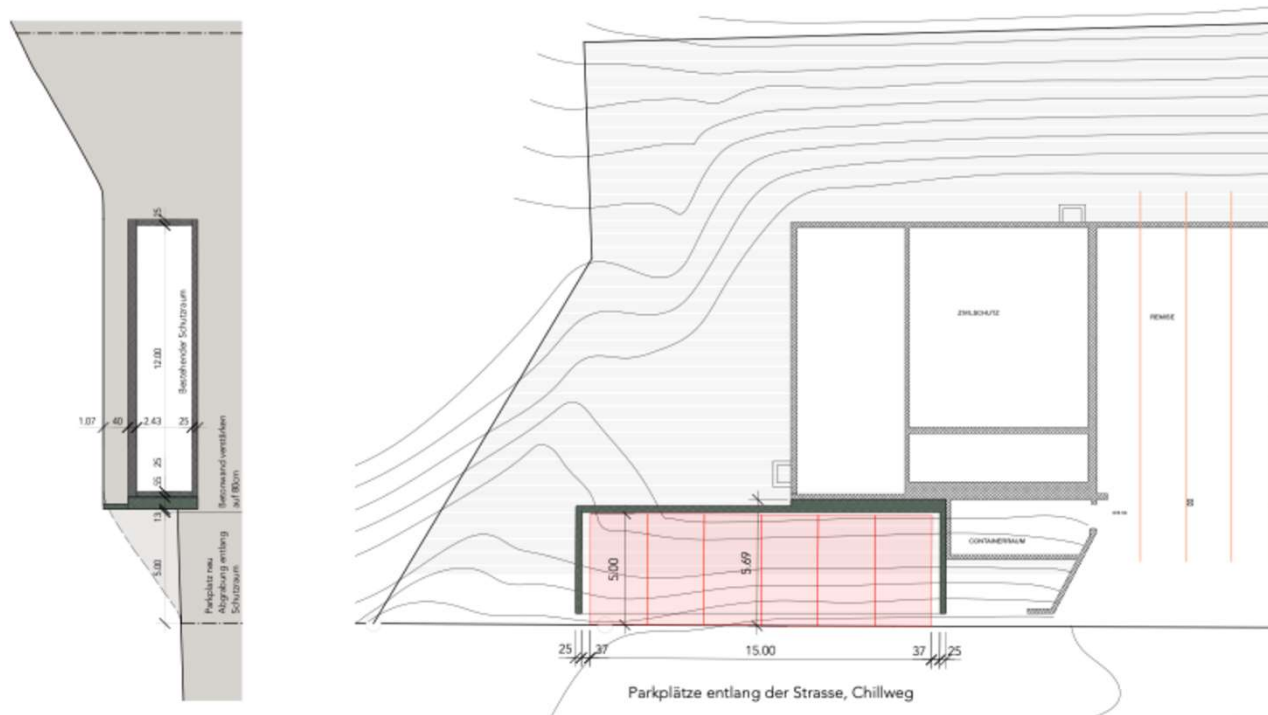 25
Bestehender Schutzraum
12.00
1.07
40
2.43
25
25
55
Betonwand verstärken
auf 80cm
13
5.00
Parkplatz neu
Abgrabung entlang
Schutzraum
ZIVILSCHUTZ
REMISE
CONTAINERRAUM
5.00
5.69
25
37
15.00
37
25
Parkplätze entlang der Strasse, Chillweg